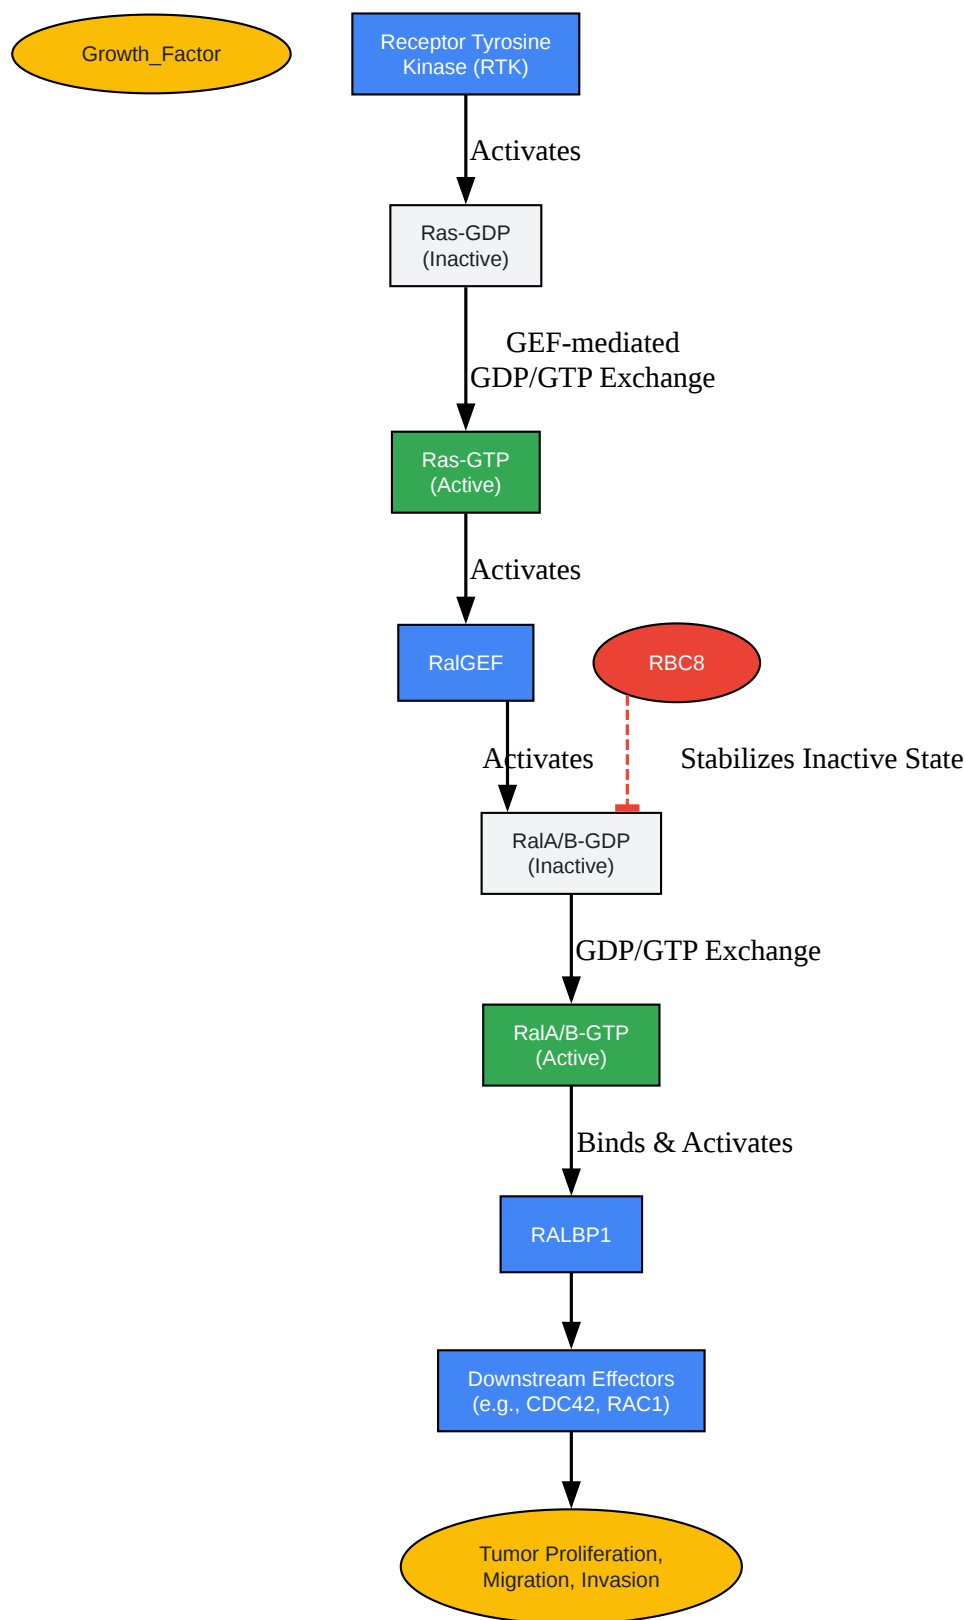 Growth_Factor
Receptor Tyrosine
Kinase (RTK)
Activates
Ras-GDP
(Inactive)
GEF-mediated
GDP/GTP Exchange
Ras-GTP
(Active)
Activates
RalGEF
RBC8
Activates
Stabilizes Inactive State
RalA/B-GDP
(Inactive)
GDP/GTP Exchange
RalA/B-GTP
(Active)
Binds & Activates
RALBP1
Downstream Effectors
(e.g., CDC42, RAC1)
Tumor Proliferation,
Migration, Invasion